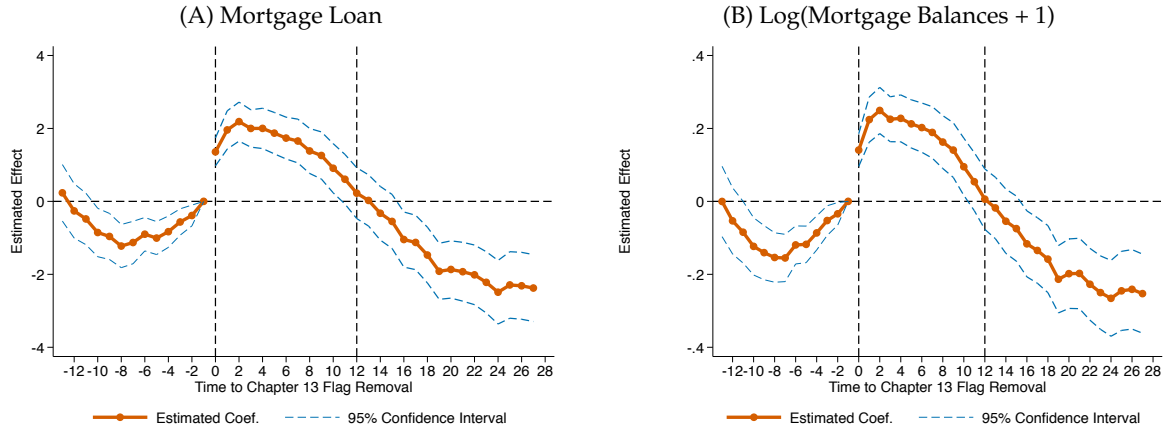 (A) Mortgage Loan
4
2
0
-2
-4
Estimated Effect
-12 -10 -8 -6 -4 -2 0 2 4 6 8 10 12 14 16 18 20 22 24 26 28
Time to Chapter 13 Flag Removal
Estimated Coef. 95% Confidence Interval
(B) Log(Mortgage Balances + 1)
.4
.2
0
-.2
-.4
Estimated Effect
-12 -10 -8 -6 -4 -2 0 2 4 6 8 10 12 14 16 18 20 22 24 26 28
Time to Chapter 13 Flag Removal
Estimated Coef. 95% Confidence Interval